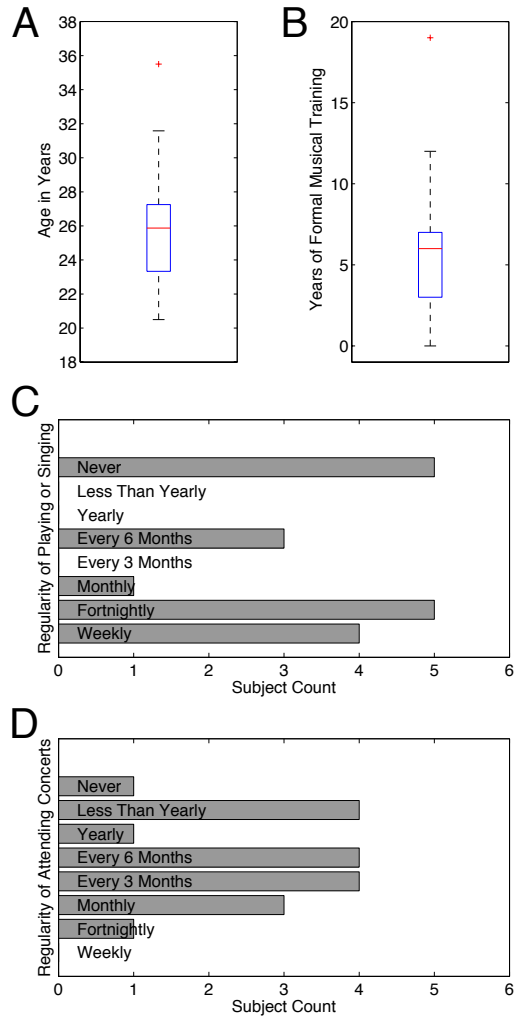 A
38
36
34
32
30
28
26
24
22
20
18
Age in Years
B
20
15
10
5
0
Years of Formal Musical Training
C
Regularity of Playing or Singing
Never
Less Than Yearly
Yearly
Every 6 Months
Every 3 Months
Monthly
Fortnightly
Weekly
0 1 2 3 4 5 6
Subject Count
D
Regularity of Attending Concerts
Never
Less Than Yearly
Yearly
Every 6 Months
Every 3 Months
Monthly
Fortnightly
Weekly
0 1 2 3 4 5 6
Subject Count